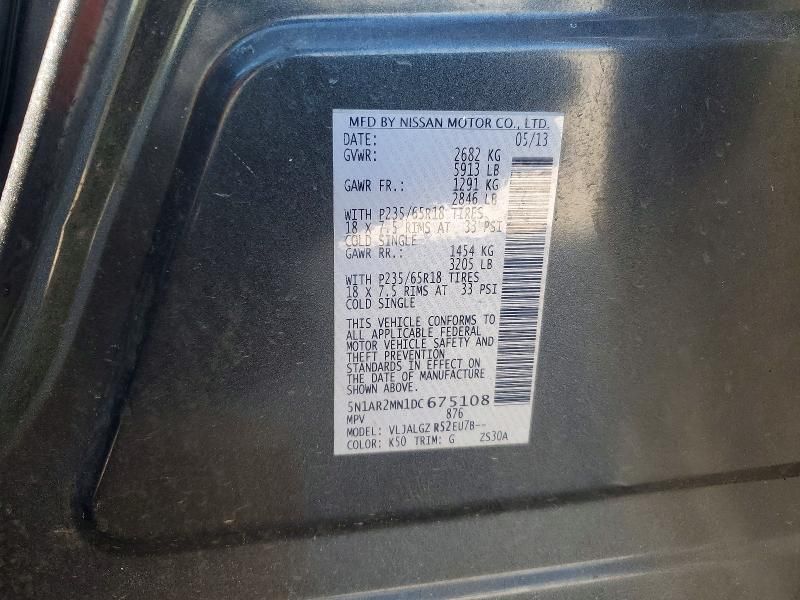 MFD BY NISSAN MOTOR CO., LTD.
DATE: 05/13
GVWR: 2682 KG
5913 LB
GAWR FR.: 1291 KG
2846 LB
WITH P235/65R18 TIRES
18 X 7.5 RIMS AT 33 PSI
COLD SINGLE
GAWR RR.: 1454 KG
3205 LB
WITH P235/65R18 TIRES
18 X 7.5 RIMS AT 33 PSI
COLD SINGLE
THIS VEHICLE CONFORMS TO
ALL APPLICABLE FEDERAL
MOTOR VEHICLE SAFETY AND
THEFT PREVENTION
STANDARDS IN EFFECT ON
THE DATE OF MANUFACTURE
SHOWN ABOVE.
5N1AR2MN1DC675108
MPV 876
MODEL: VLJALGZ R52EU7B--
COLOR: K50 TRIM: G ZS30A